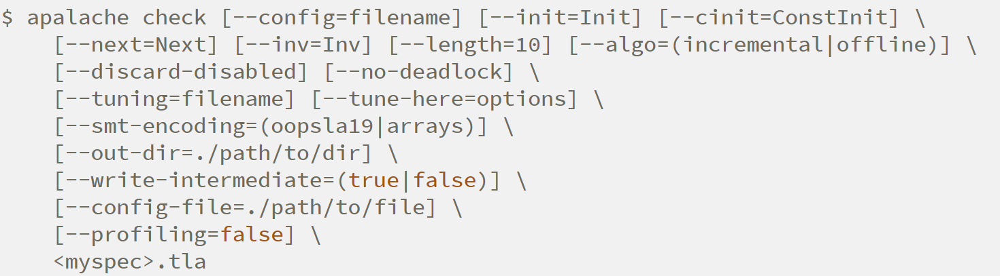 $ apalache check [--config=filename] [--init=Init] [--cinit=ConstInit] \
    [--next=Next] [--inv=Inv] [--length=10] [--algo=(incremental|offline)] \
    [--discard-disabled] [--no-deadlock] \
    [--tuning=filename] [--tune-here=options] \
    [--smt-encoding=(oopsla19|arrays)] \
    [--out-dir=./path/to/dir] \
    [--write-intermediate=(true|false)] \
    [--config-file=./path/to/file] \
    [--profiling=false] \
    <myspec>.tla